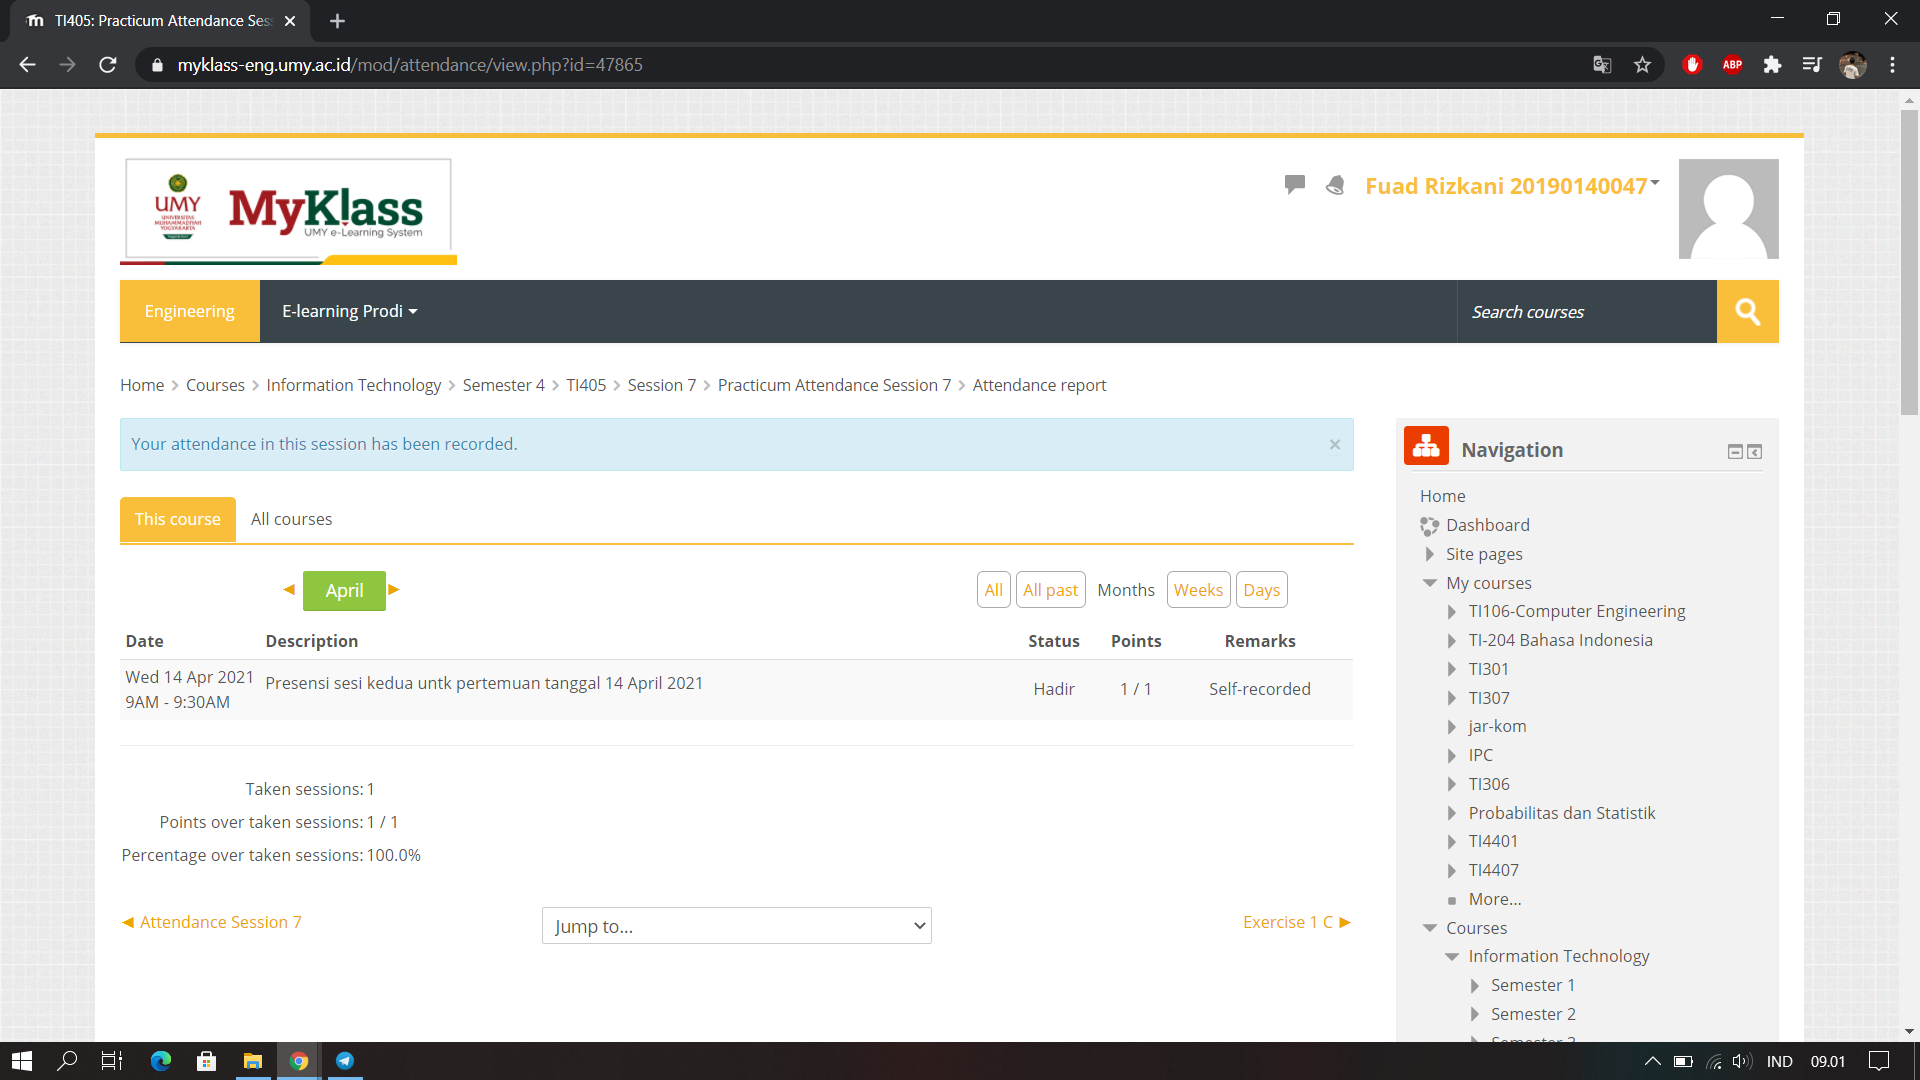 TI405: Practicum Attendance Ses
myklass-eng.umy.ac.id/mod/attendance/view.php?id=47865
ABP
UMY
UNIVERSITAS
MUHAMMADIYAH
YOGYAKARTA
MyKlass
UMY e-Learning System
Fuad Rizkani 20190140047
Engineering
E-learning Prodi
Search courses
Home > Courses > Information Technology > Semester 4 > TI405 > Session 7 > Practicum Attendance Session 7 > Attendance report
Your attendance in this session has been recorded.
This course
All courses
April
All
All past
Months
Weeks
Days
Date Description Status Points Remarks
Wed 14 Apr 2021
9AM - 9:30AM
Presensi sesi kedua untk pertemuan tanggal 14 April 2021
Hadir
1 / 1
Self-recorded
Taken sessions: 1
Points over taken sessions: 1 / 1
Percentage over taken sessions: 100.0%
◄ Attendance Session 7
Jump to...
Exercise 1 C ►
Navigation
Home
Dashboard
Site pages
My courses
TI106-Computer Engineering
TI-204 Bahasa Indonesia
TI301
TI307
jar-kom
IPC
TI306
Probabilitas dan Statistik
TI4401
TI4407
More...
Courses
Information Technology
Semester 1
Semester 2
Semester 3
IND
09.01